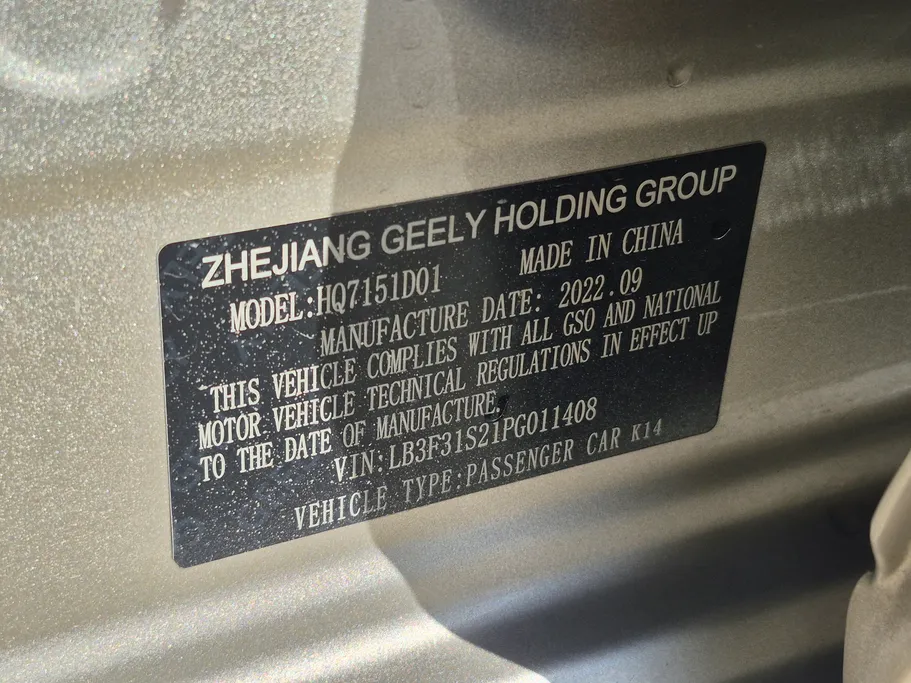 ZHEJIANG GEELY HOLDING GROUP
MODEL:HQ7151D01 MADE IN CHINA
MANUFACTURE DATE: 2022.09
THIS VEHICLE COMPLIES WITH ALL GSO AND NATIONAL
MOTOR VEHICLE TECHNICAL REGULATIONS IN EFFECT UP
TO THE DATE OF MANUFACTURE,
VIN:LB3F31S21PG011408
VEHICLE TYPE:PASSENGER CAR K14